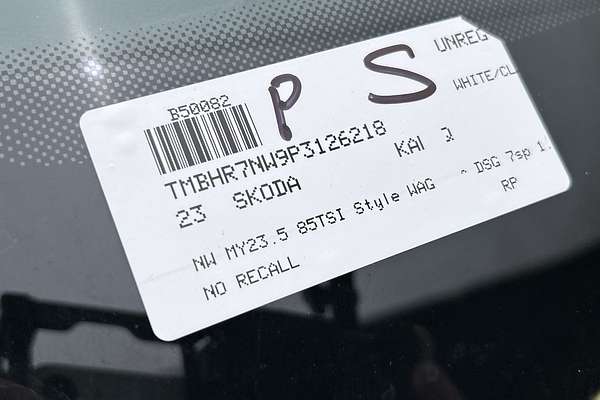 B50082 P S UNREG
WHITE/CL
TMBHR7NW9P3126218 KAI
23 SKODA
NW MY23.5 85TSI Style WAG ^ DSG 7sp 1.
NO RECALL RP